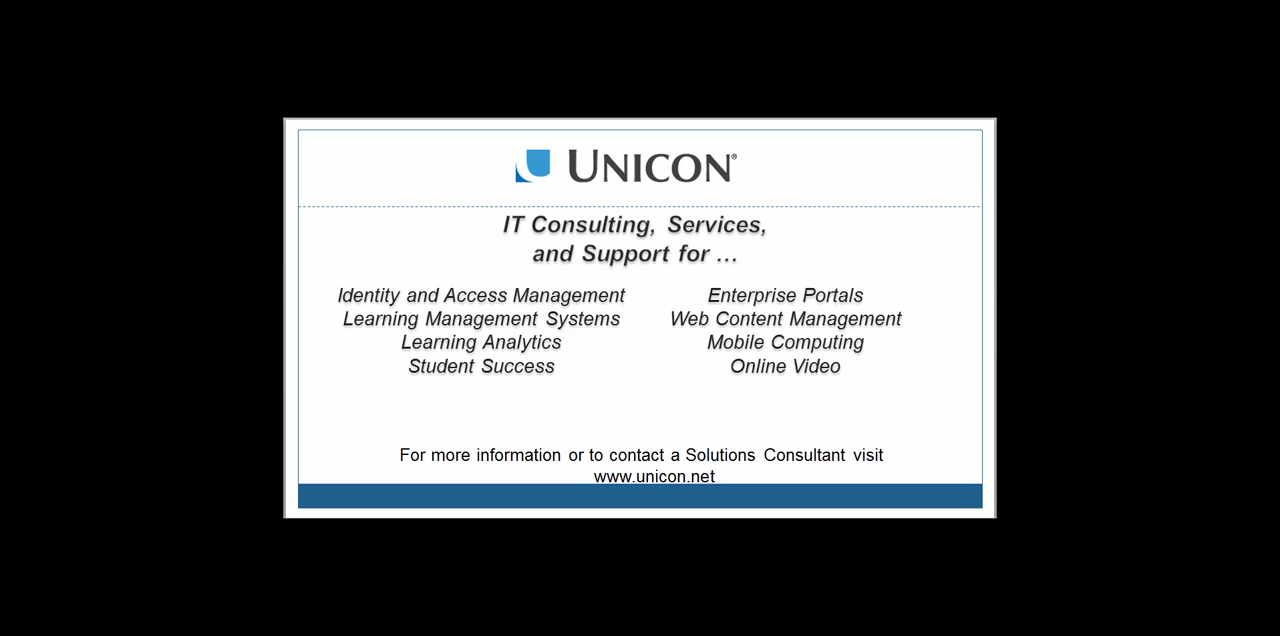 UNICON®
IT Consulting, Services,
and Support for ...
Identity and Access Management
Learning Management Systems
Learning Analytics
Student Success
Enterprise Portals
Web Content Management
Mobile Computing
Online Video
For more information or to contact a Solutions Consultant visit
www.unicon.net